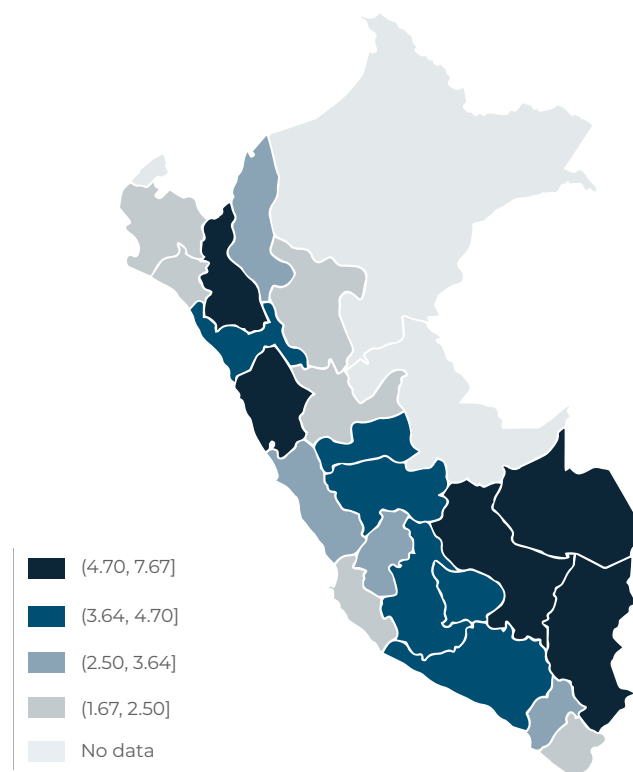 (4.70, 7.67]
(3.64, 4.70]
(2.50, 3.64]
(1.67, 2.50]
No data